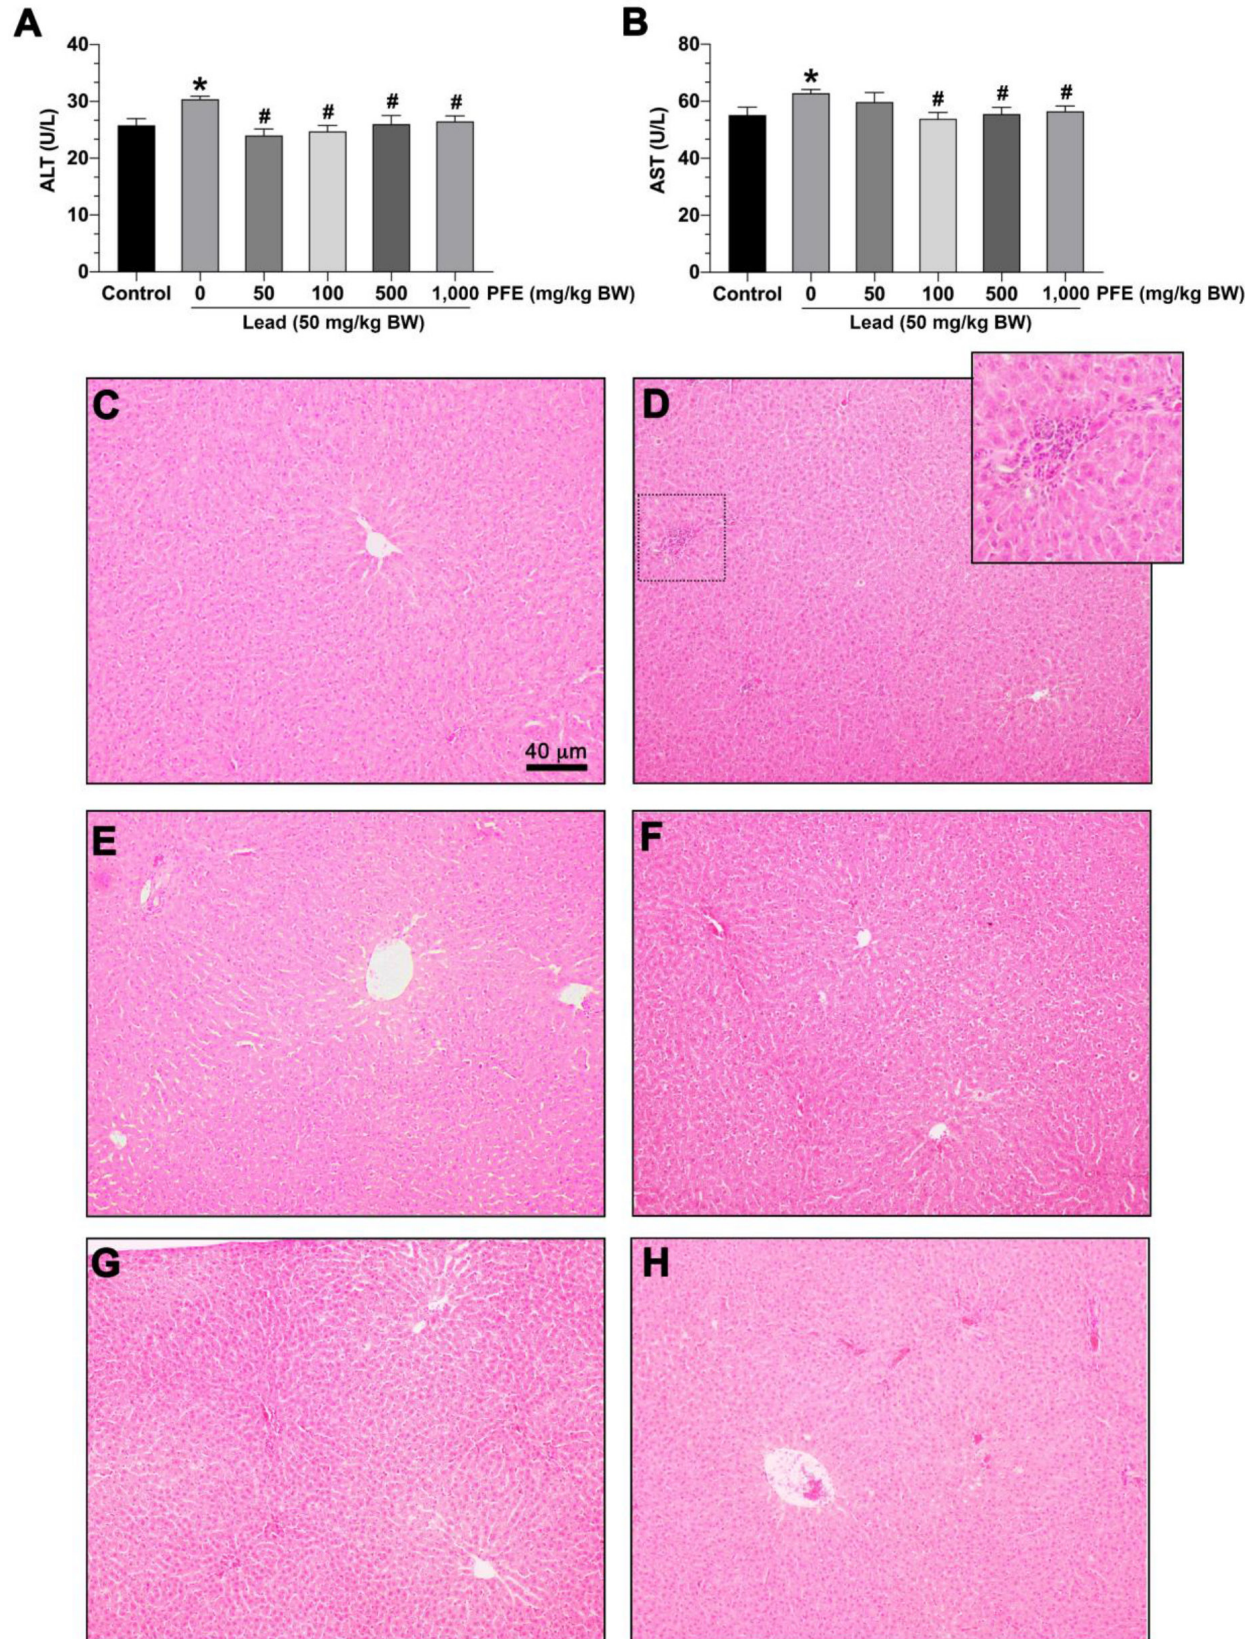 A
ALT (U/L)
40
30
20
10
0
*
#
#
#
#
Control 0 50 100 500 1,000 PFE (mg/kg BW)
Lead (50 mg/kg BW)
B
AST (U/L)
80
60
40
20
0
*
#
#
#
Control 0 50 100 500 1,000 PFE (mg/kg BW)
Lead (50 mg/kg BW)
C
40 μm
D
E
F
G
H